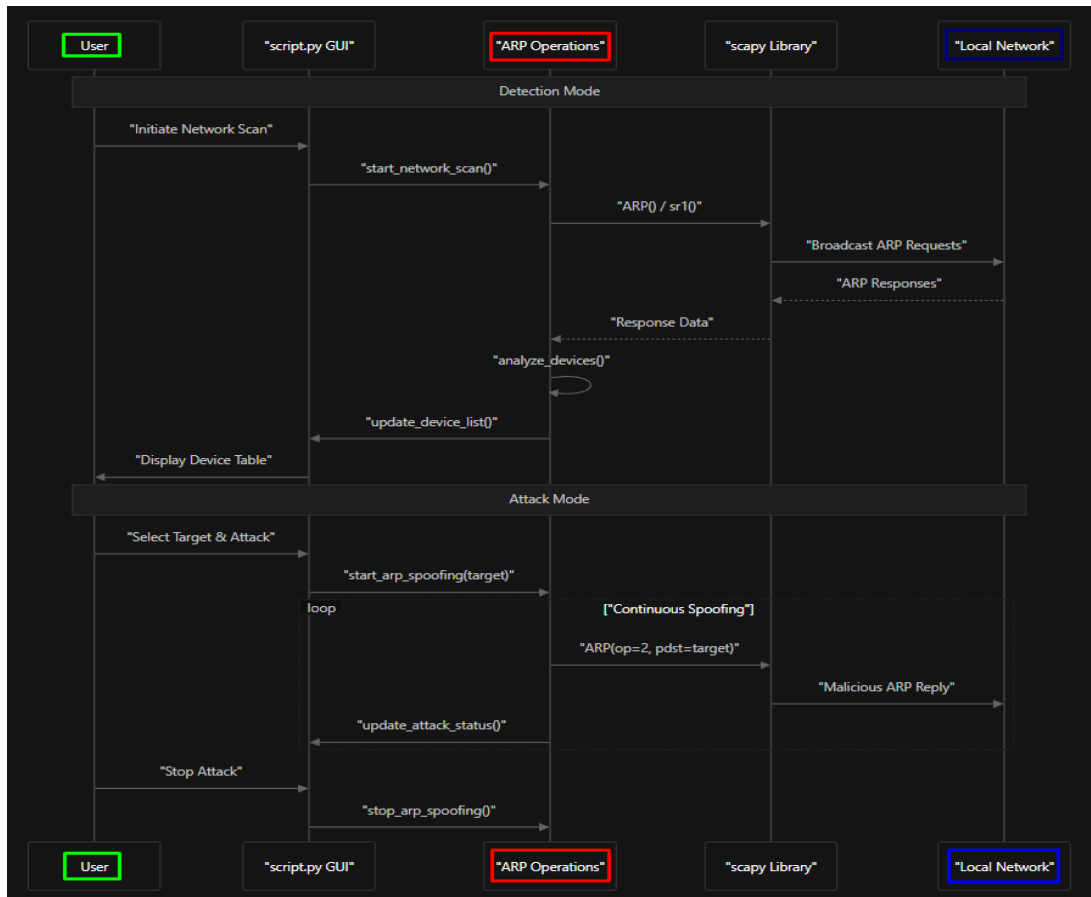 User "script.py GUI" "ARP Operations" "scapy Library" "Local Network"
Detection Mode
"Initiate Network Scan"
"start_network_scan()"
"ARP() / sr1()"
"Broadcast ARP Requests"
"ARP Responses"
"Response Data"
"analyze_devices()"
"update_device_list()"
"Display Device Table"
Attack Mode
"Select Target & Attack"
"start_arp_spoofing(target)"
loop ["Continuous Spoofing"]
"ARP(op=2, pdst=target)"
"Malicious ARP Reply"
"update_attack_status()"
"Stop Attack"
"stop_arp_spoofing()"
User "script.py GUI" "ARP Operations" "scapy Library" "Local Network"